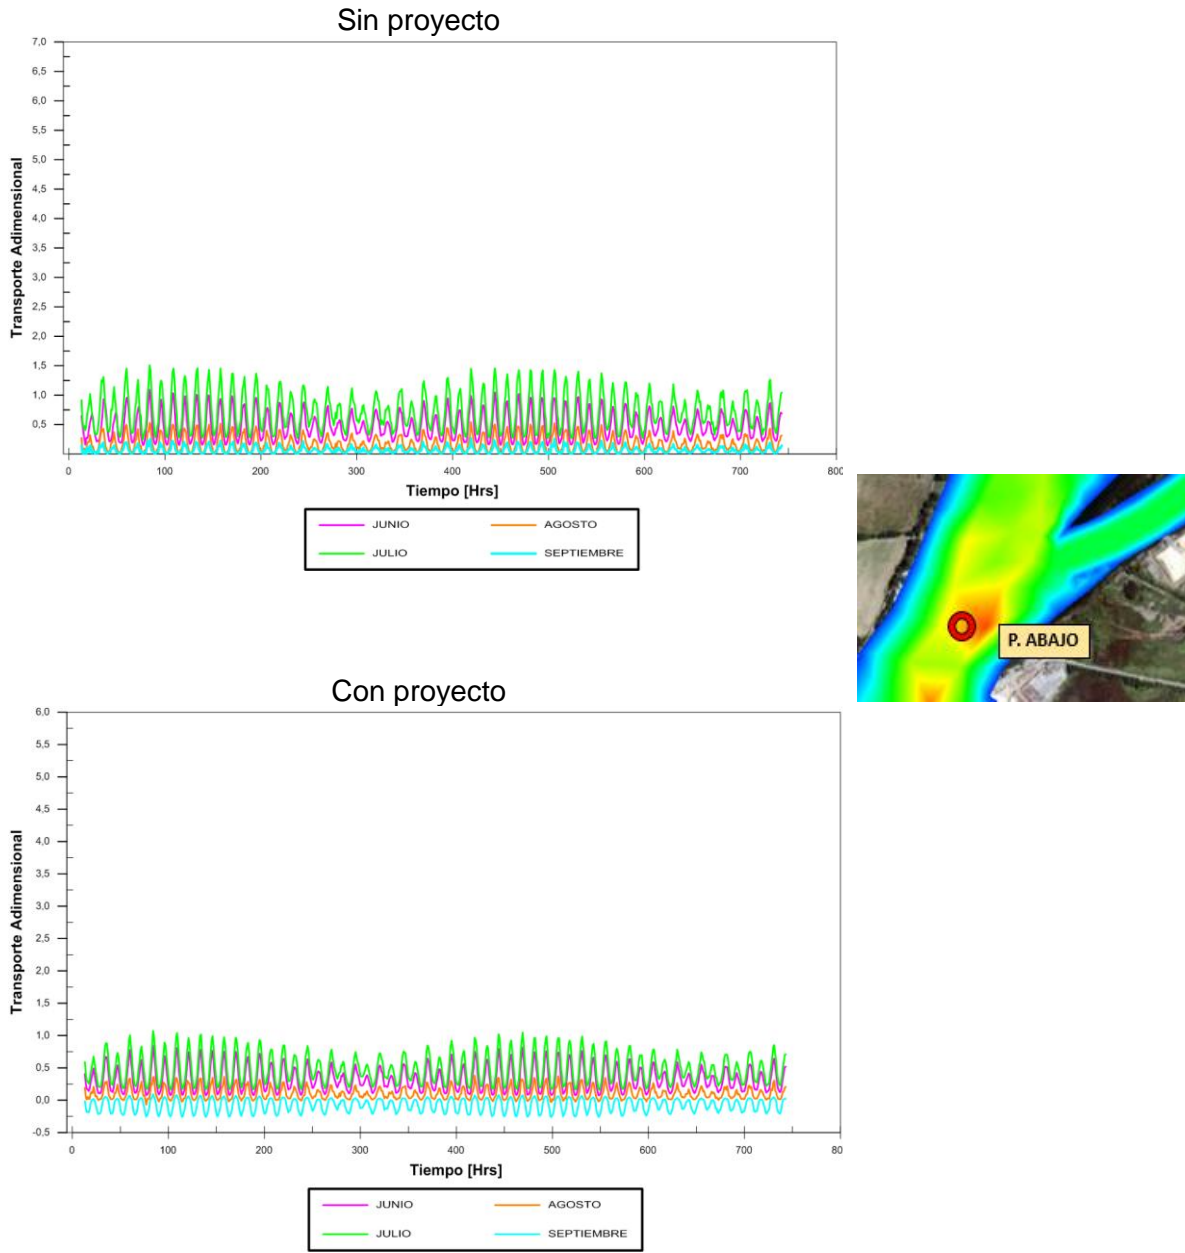 Sin proyecto
7,0
6,5
6,0
5,5
5,0
4,5
4,0
3,5
3,0
2,5
2,0
1,5
1,0
0,5
Transporte Adimensional
0 100 200 300 400 500 600 700 800
Tiempo [Hrs]
JUNIO AGOSTO
JULIO SEPTIEMBRE
P. ABAJO
Con proyecto
6,0
5,5
5,0
4,5
4,0
3,5
3,0
2,5
2,0
1,5
1,0
0,5
0,0
-0,5
Transporte Adimensional
0 100 200 300 400 500 600 700 80
Tiempo [Hrs]
JUNIO AGOSTO
JULIO SEPTIEMBRE